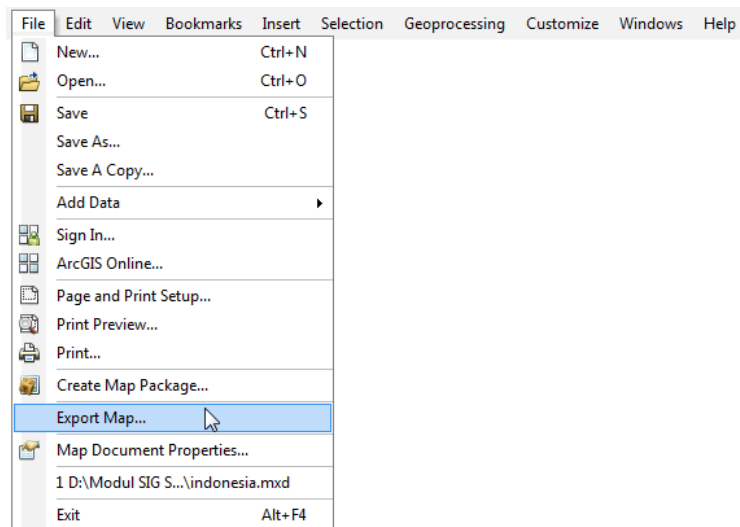 File Edit View Bookmarks Insert Selection Geoprocessing Customize Windows Help
New... Ctrl+N
Open... Ctrl+O
Save Ctrl+S
Save As...
Save A Copy...
Add Data
Sign In...
ArcGIS Online...
Page and Print Setup...
Print Preview...
Print...
Create Map Package...
Export Map...
Map Document Properties...
1 D:\Modul SIG S...\indonesia.mxd
Exit Alt+F4